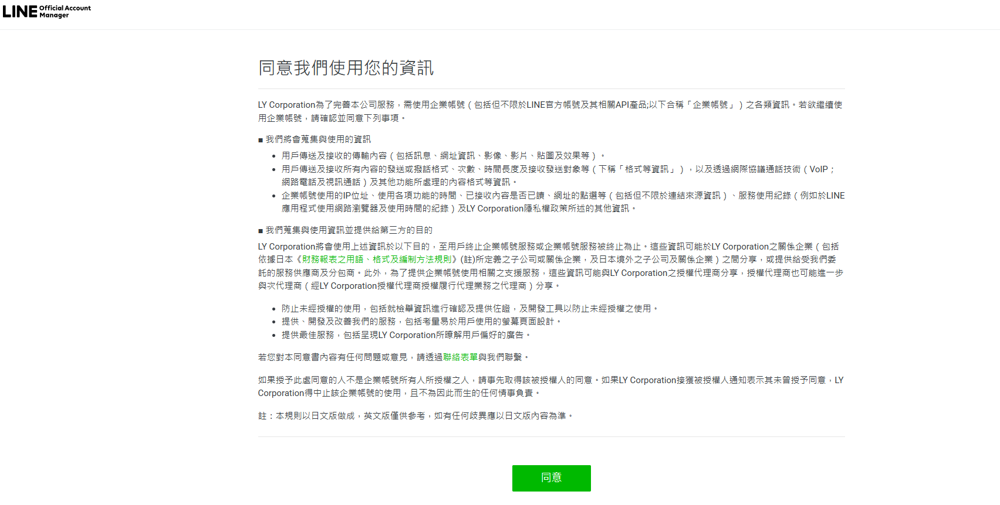 LINE Official Account Manager
同意我們使用您的資訊
LY Corporation為了完善本公司服務，需使用企業帳號（包括但不限於LINE官方帳號及其相關API產品;以下合稱「企業帳號」）之各類資訊。若欲繼續使
用企業帳號，請確認並同意下列事項。
■ 我們將會蒐集與使用的資訊
• 用戶傳送及接收的傳輸內容（包括訊息、網址資訊、影像、影片、貼圖及效果等）。
• 用戶傳送及接收所有內容的發送或撥話格式、次數、時間長度及接收發送對象等（下稱「格式等資訊」），以及透過網際協議通話技術（VoIP；
網路電話及視訊通話）及其他功能所處理的內容格式等資訊。
• 企業帳號使用的IP位址、使用各項功能的時間、已接收內容是否已讀、網址的點選等（包括但不限於連結來源資訊）、服務使用紀錄（例如於LINE
應用程式使用網路瀏覽器及使用時間的紀錄）及LY Corporation隱私權政策所述的其他資訊。
■ 我們蒐集與使用資訊並提供給第三方的目的
LY Corporation將會使用上述資訊於以下目的，至用戶終止企業帳號服務或企業帳號服務被終止為止。這些資訊可能於LY Corporation之關係企業（包括
依據日本《財務報表之用語、格式及編制方法規則》(註)所定義之子公司或關係企業，及日本境外之子公司及關係企業）之間分享，或提供給受我們委
託的服務供應商及分包商。此外，為了提供企業帳號使用相關之支援服務，這些資訊可能與LY Corporation之授權代理商分享，授權代理商也可能進一步
與次代理商（經LY Corporation授權代理商授權履行代理業務之代理商）分享。
• 防止未經授權的使用，包括就檢舉資訊進行確認及提供佐證，及開發工具以防止未經授權之使用。
• 提供、開發及改善我們的服務，包括考量易於用戶使用的螢幕頁面設計。
• 提供最佳服務，包括呈現LY Corporation所暸解用戶偏好的廣告。
若您對本同意書內容有任何問題或意見，請透過聯絡表單與我們聯繫。
如果授予此處同意的人不是企業帳號所有人所授權之人，請事先取得該被授權人的同意。如果LY Corporation接獲被授權人通知表示其未曾授予同意，LY
Corporation得中止該企業帳號的使用，且不為因此而生的任何情事負責。
註：本規則以日文版做成，英文版僅供參考，如有任何歧異應以日文版內容為準。
同意